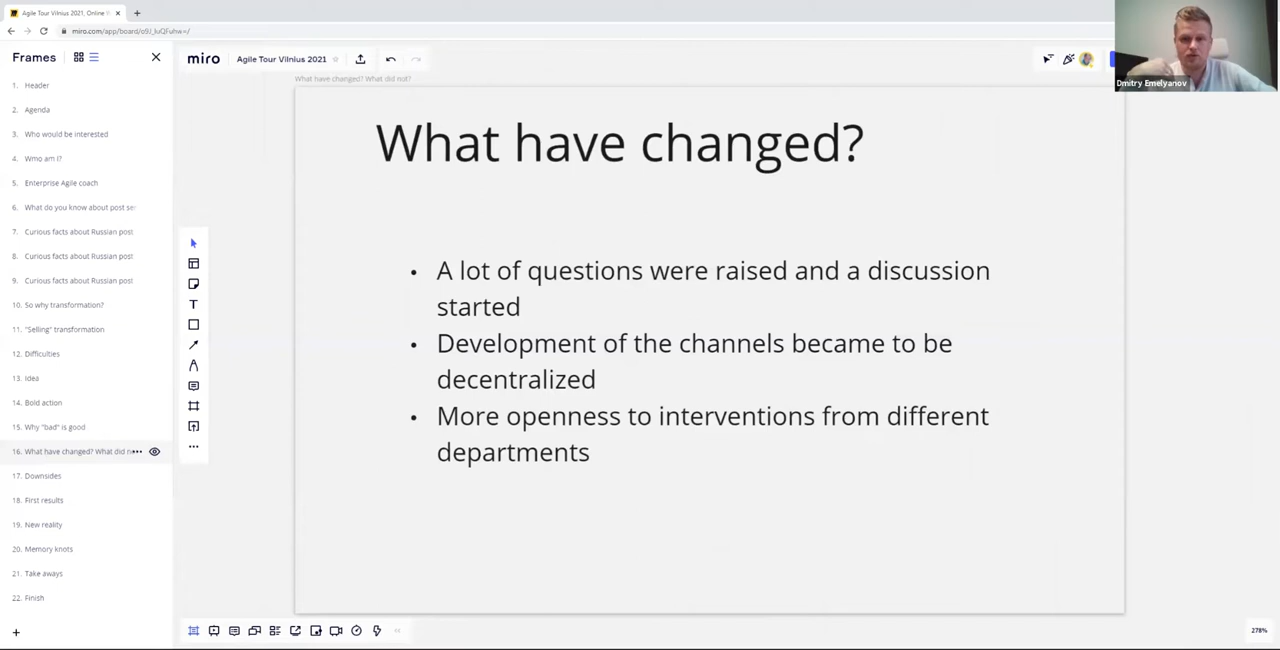 Agile Tour Vilnius 2021, Online
miro.com/app/board/o9J_luQFuhw=/
Frames
1. Header
2. Agenda
3. Who would be interested
4. Wmo am I?
5. Enterprise Agile coach
6. What do you know about post ser
7. Curious facts about Russian post
8. Curious facts about Russian post
9. Curious facts about Russian post
10. So why transformation?
11. "Selling" transformation
12. Difficulties
13. Idea
14. Bold action
15. Why "bad" is good
16. What have changed? What did n
17. Downsides
18. First results
19. New reality
20. Memory knots
21. Take aways
22. Finish
miro
Agile Tour Vilnius 2021
What have changed? What did not?
What have changed?
• A lot of questions were raised and a discussion
started
• Development of the channels became to be
decentralized
• More openness to interventions from different
departments
Dmitry Emelyanov
278%